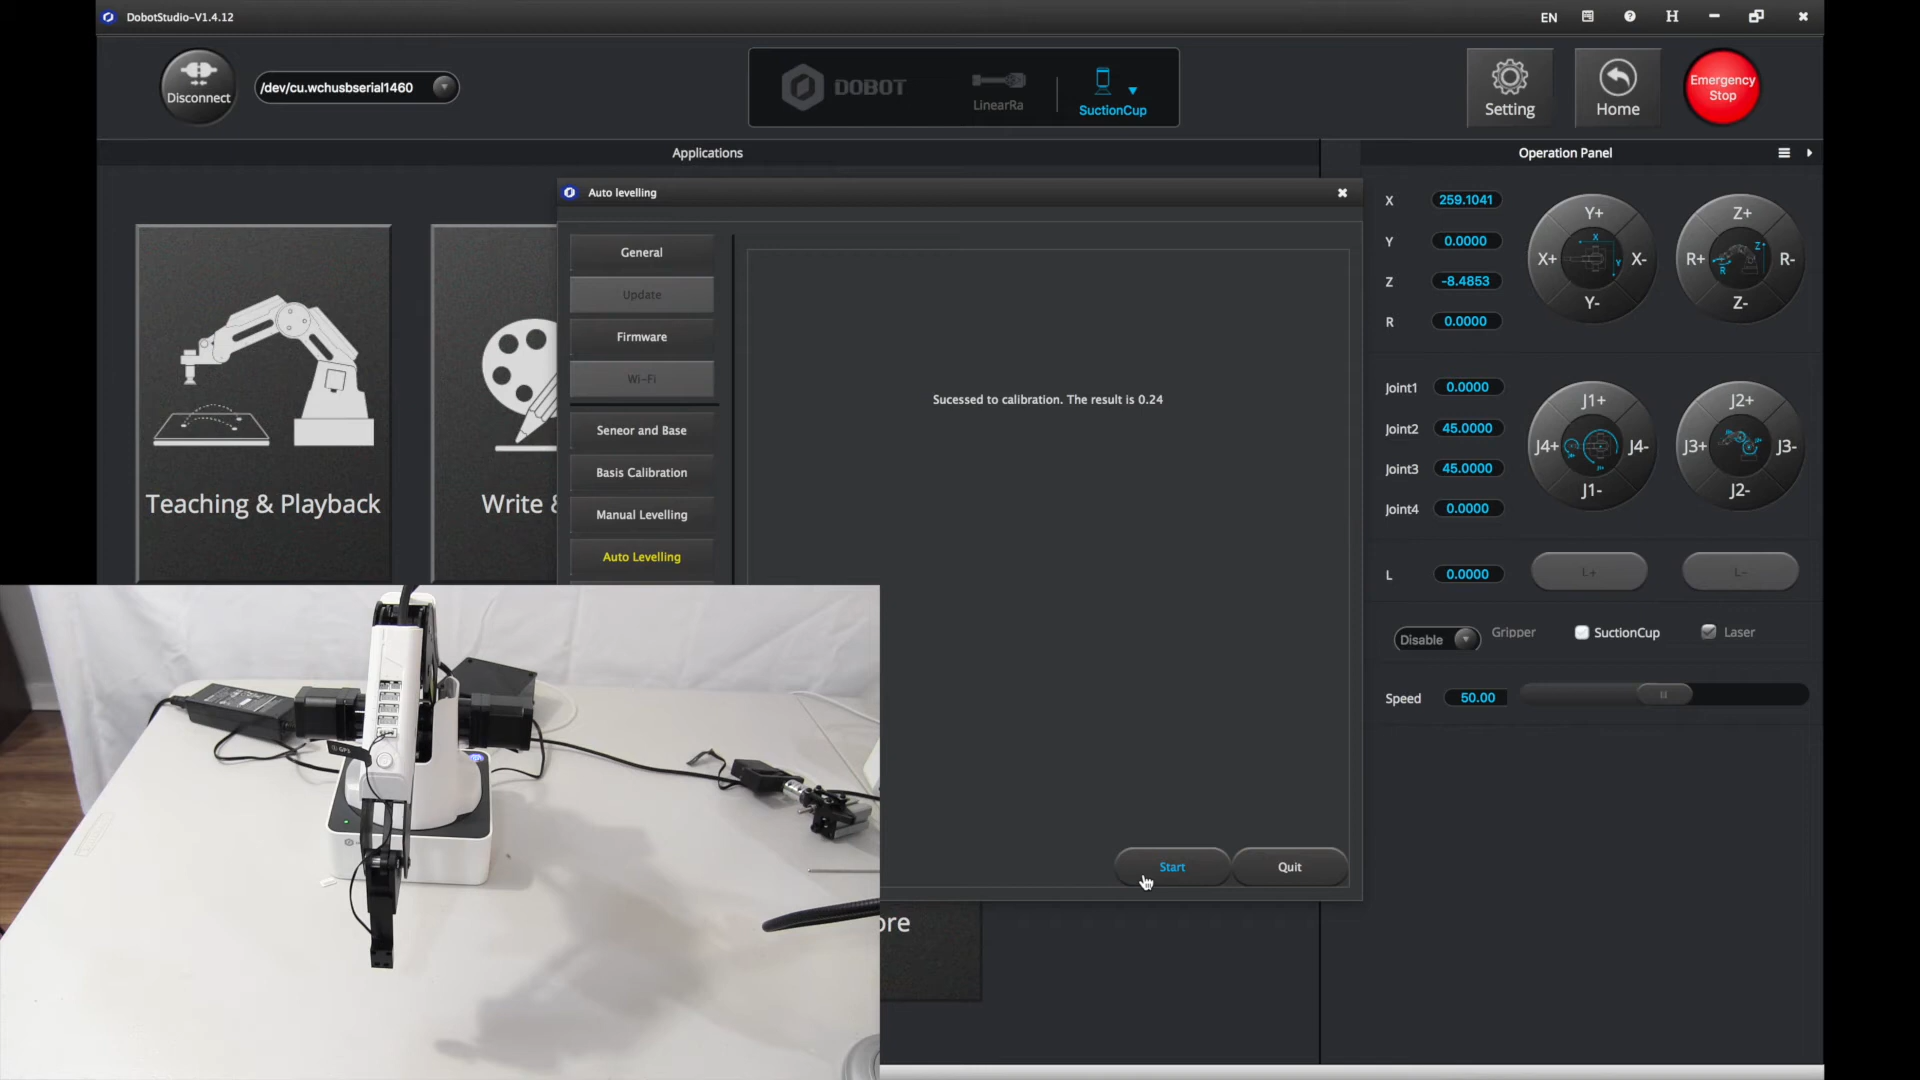 DobotStudio-V1.4.12
EN
H
Disconnect
/dev/cu.wchusbserial1460
DOBOT
LinearRa
SuctionCup
Setting
Home
Emergency
Stop
Applications
Operation Panel
Auto levelling
General
Update
Firmware
Wi-Fi
Seneor and Base
Basis Calibration
Manual Levelling
Auto Levelling
Sucessed to calibration. The result is 0.24
Start
Quit
Teaching & Playback
Write &
ore
X 259.1041
Y 0.0000
Z -8.4853
R 0.0000
Y+
X+
X
Y
X-
Y-
Z+
R+
Z
R
R-
Z-
Joint1 0.0000
Joint2 45.0000
Joint3 45.0000
Joint4 0.0000
J1+
J4+
J4-
J1-
J2+
J3+
J3-
J2-
L 0.0000
L+
L-
Disable
Gripper
SuctionCup
Laser
Speed 50.00
GP3